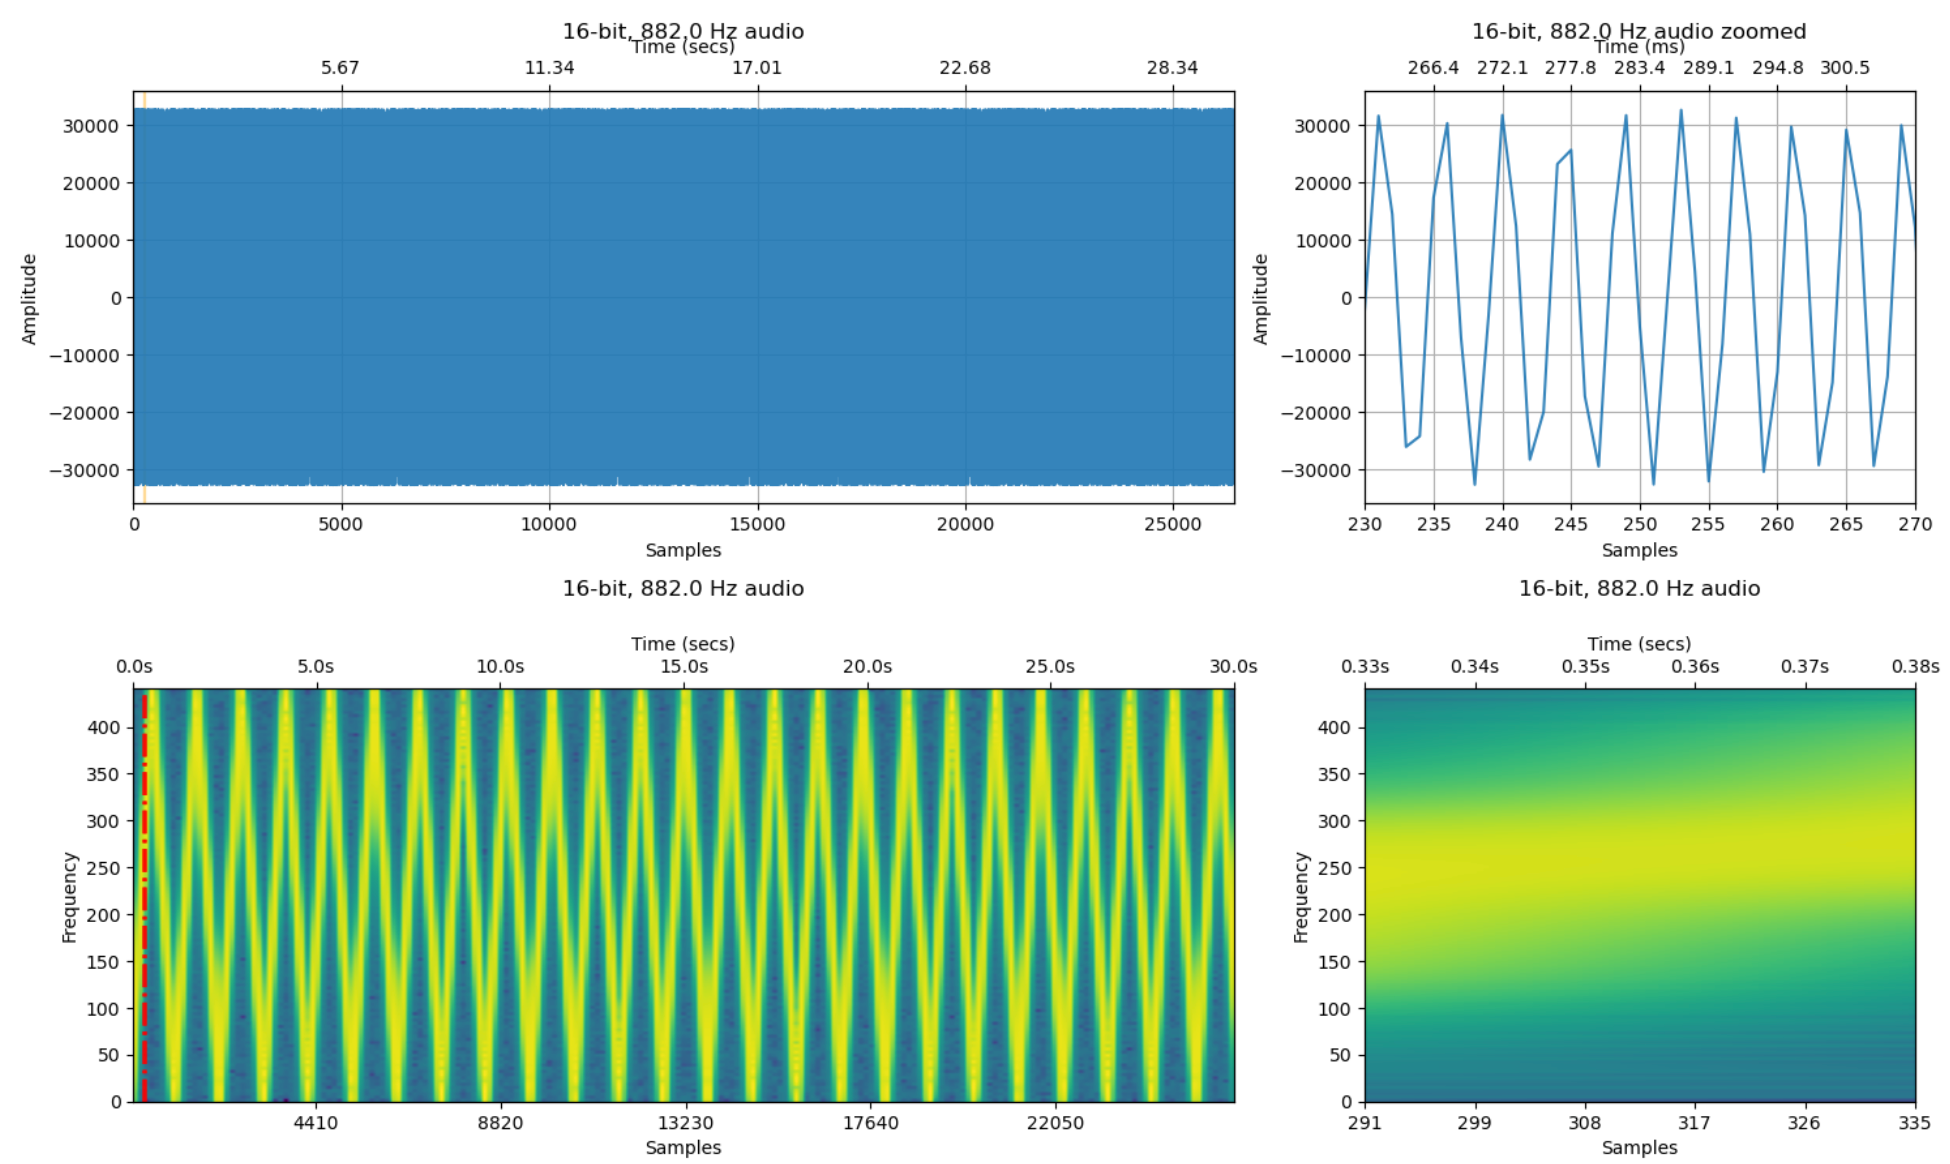 16-bit, 882.0 Hz audio
Time (secs)
5.67 11.34 17.01 22.68 28.34
Amplitude
30000
20000
10000
0
−10000
−20000
−30000
0 5000 10000 15000 20000 25000
Samples
16-bit, 882.0 Hz audio zoomed
Time (ms)
266.4 272.1 277.8 283.4 289.1 294.8 300.5
Amplitude
30000
20000
10000
0
−10000
−20000
−30000
230 235 240 245 250 255 260 265 270
Samples
16-bit, 882.0 Hz audio
Time (secs)
0.0s 5.0s 10.0s 15.0s 20.0s 25.0s 30.0s
Frequency
400
350
300
250
200
150
100
50
0
4410 8820 13230 17640 22050
Samples
16-bit, 882.0 Hz audio
Time (secs)
0.33s 0.34s 0.35s 0.36s 0.37s 0.38s
Frequency
400
350
300
250
200
150
100
50
0
291 299 308 317 326 335
Samples